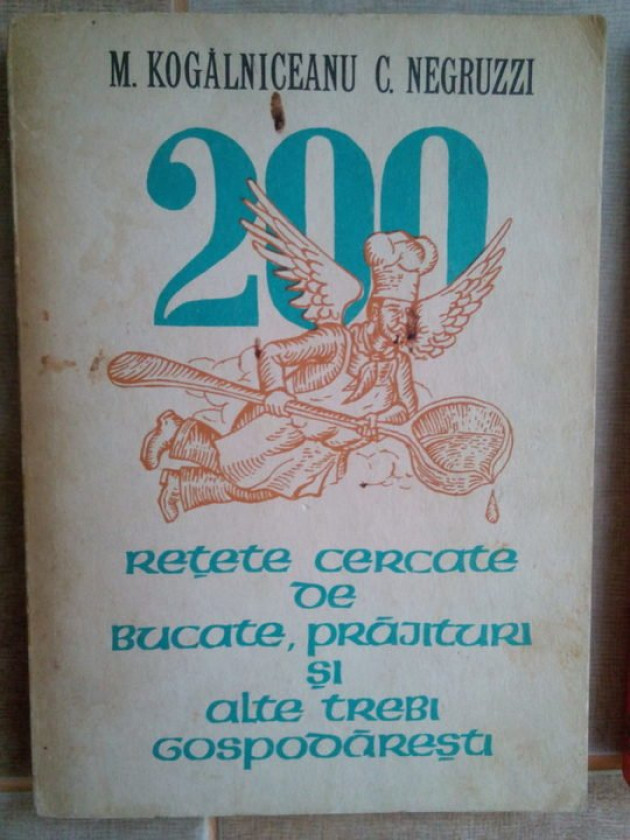 M. KOGĂLNICEANU C. NEGRUZZI
200
REȚETE CERCATE
DE
BUCATE, PRĂJITURI
ȘI
ALTE TREBI
GOSPODĂREȘTI